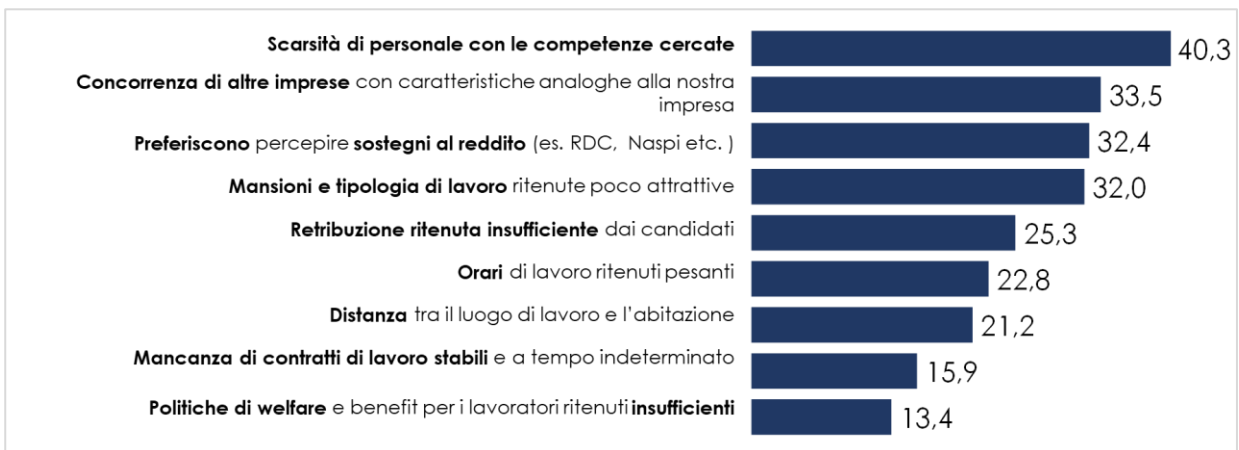 Scarsità di personale con le competenze cercate
40,3
Concorrenza di altre imprese con caratteristiche analoghe alla nostra
impresa
33,5
Preferiscono percepire sostegni al reddito (es. RDC, Naspi etc. )
32,4
Mansioni e tipologia di lavoro ritenute poco attrattive
32,0
Retribuzione ritenuta insufficiente dai candidati
25,3
Orari di lavoro ritenuti pesanti
22,8
Distanza tra il luogo di lavoro e l'abitazione
21,2
Mancanza di contratti di lavoro stabili e a tempo indeterminato
15,9
Politiche di welfare e benefit per i lavoratori ritenuti insufficienti
13,4